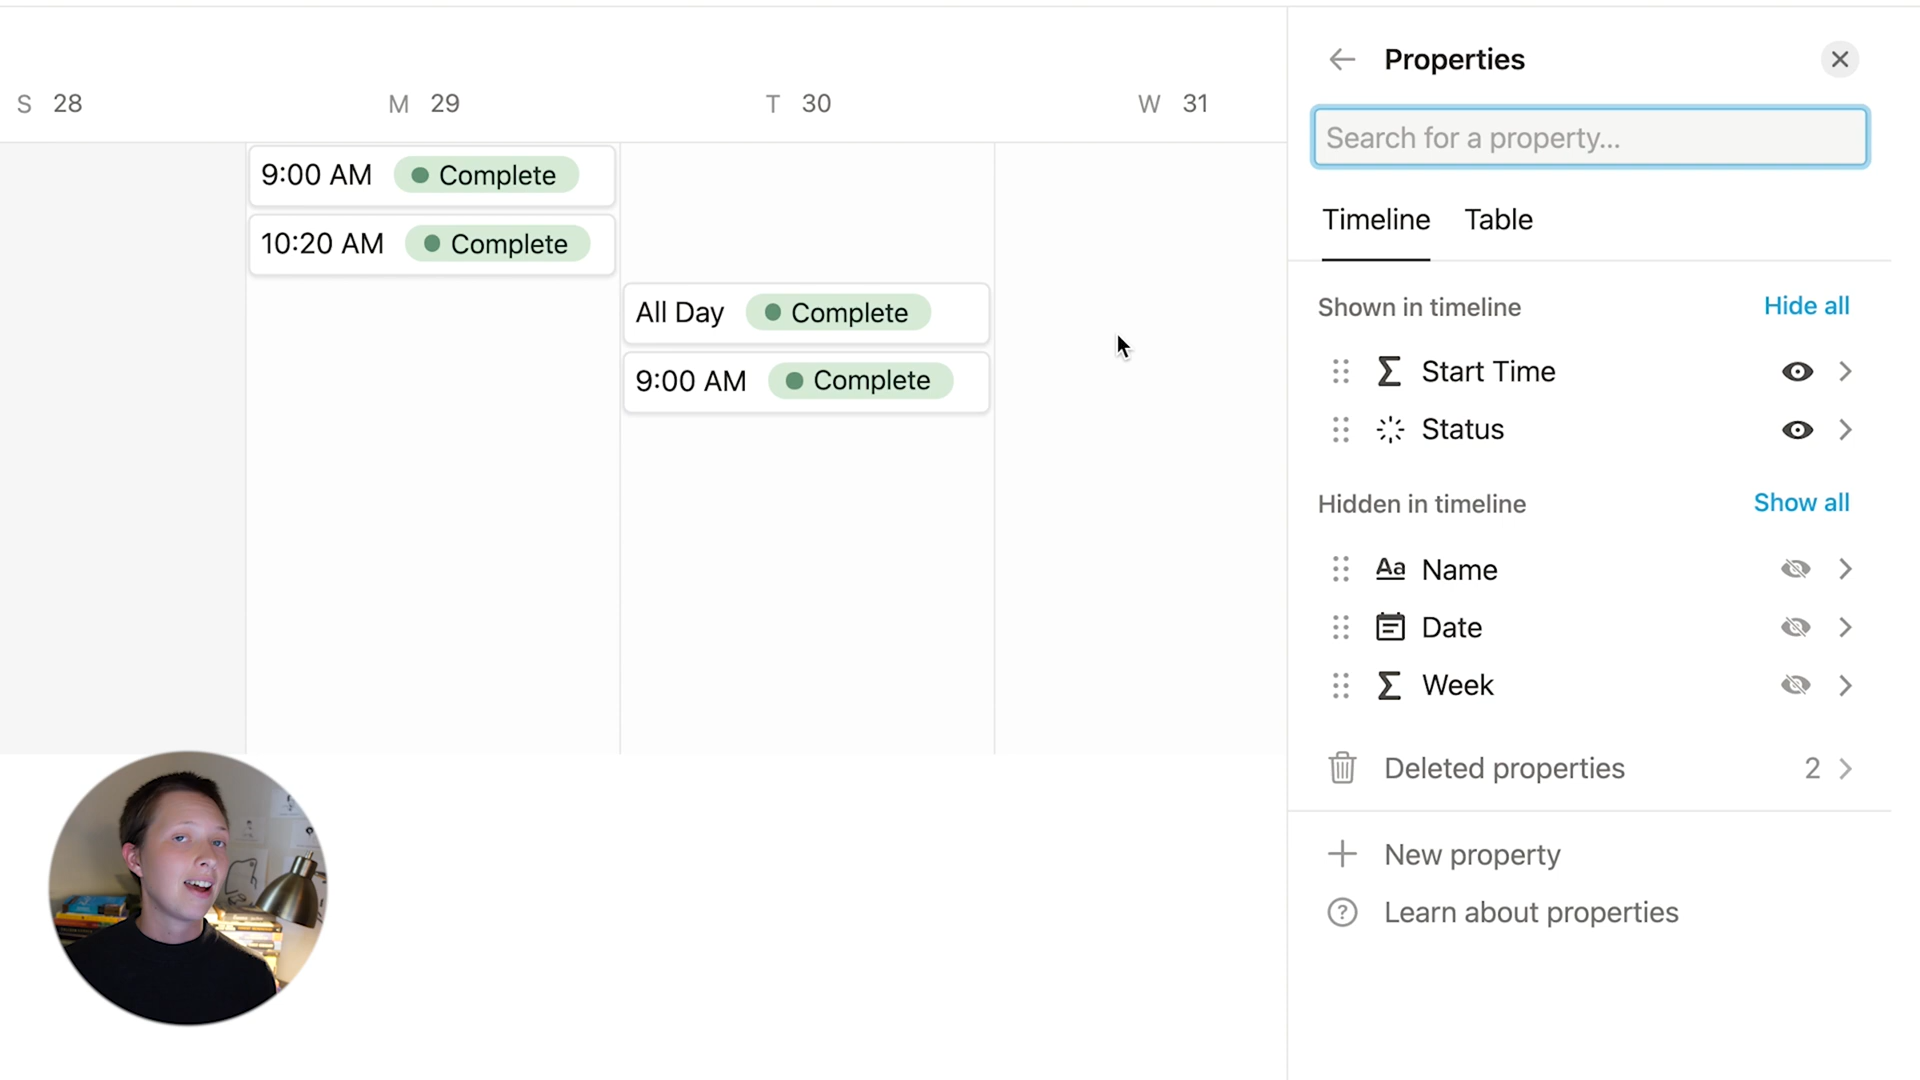 S 28
M 29
T 30
W 31
9:00 AM Complete
10:20 AM Complete
All Day Complete
9:00 AM Complete
Properties
Search for a property...
Timeline Table
Shown in timeline Hide all
Start Time
Status
Hidden in timeline Show all
Aa Name
Date
Week
Deleted properties 2
New property
? Learn about properties